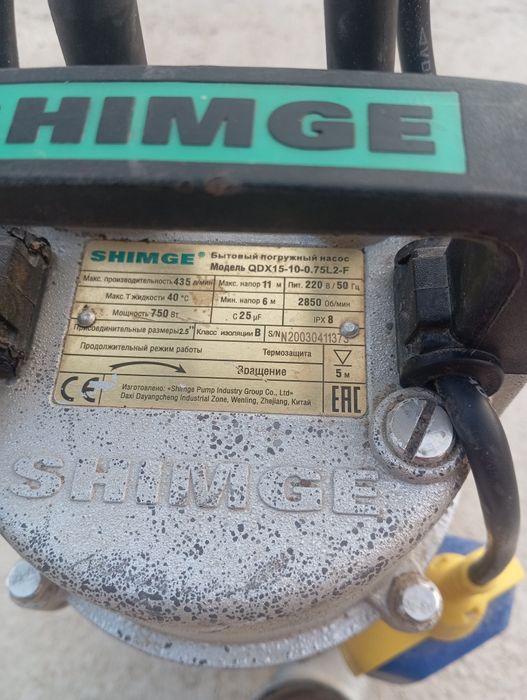 SHIMGE
SHIMGE® Бытовой погружный насос
Модель QDX15-10-0.75L2-F
Макс. производительность 435 л/мин Макс. напор 11 м Пит. 220 В / 50 Гц
Макс. T жидкости 40 °C Мин. напор 6 м 2850 Об/мин
Мощность 750 Вт C 25 µF IPX 8
Присоединительные размеры 2.5" Класс изоляции B S/N N20030411373
Продолжительный режим работы Термозащита
Вращение 5 м
CE Изготовлено: «Shimge Pump Industry Group Co., Ltd»
Daxi Dayangcheng Industrial Zone, Wenling, Zhejiang, Китай EAC
SHIMGE